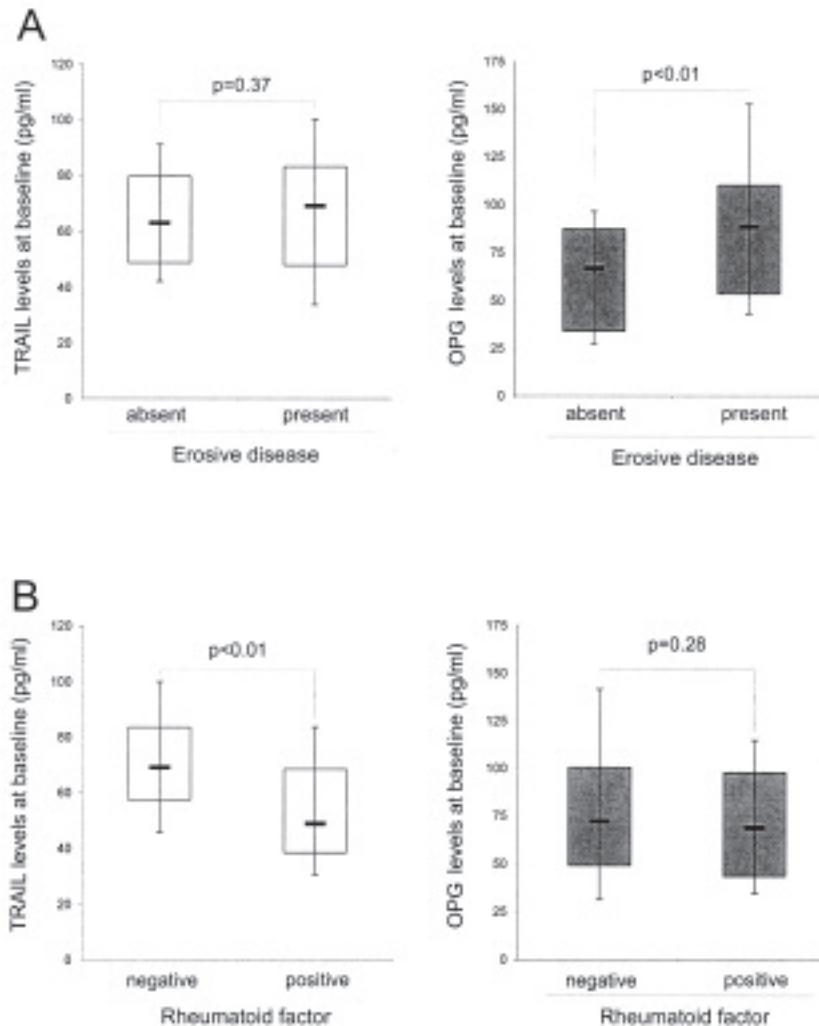 A
TRAIL levels at baseline (pg/ml)
120
100
80
60
40
20
0
p=0.37
absent
present
Erosive disease
OPG levels at baseline (pg/ml)
175
150
125
100
75
50
25
0
p<0.01
absent
present
Erosive disease
B
TRAIL levels at baseline (pg/ml)
120
100
80
60
40
20
0
p<0.01
negative
positive
Rheumatoid factor
OPG levels at baseline (pg/ml)
175
150
125
100
75
50
25
0
p=0.28
negative
positive
Rheumatoid factor